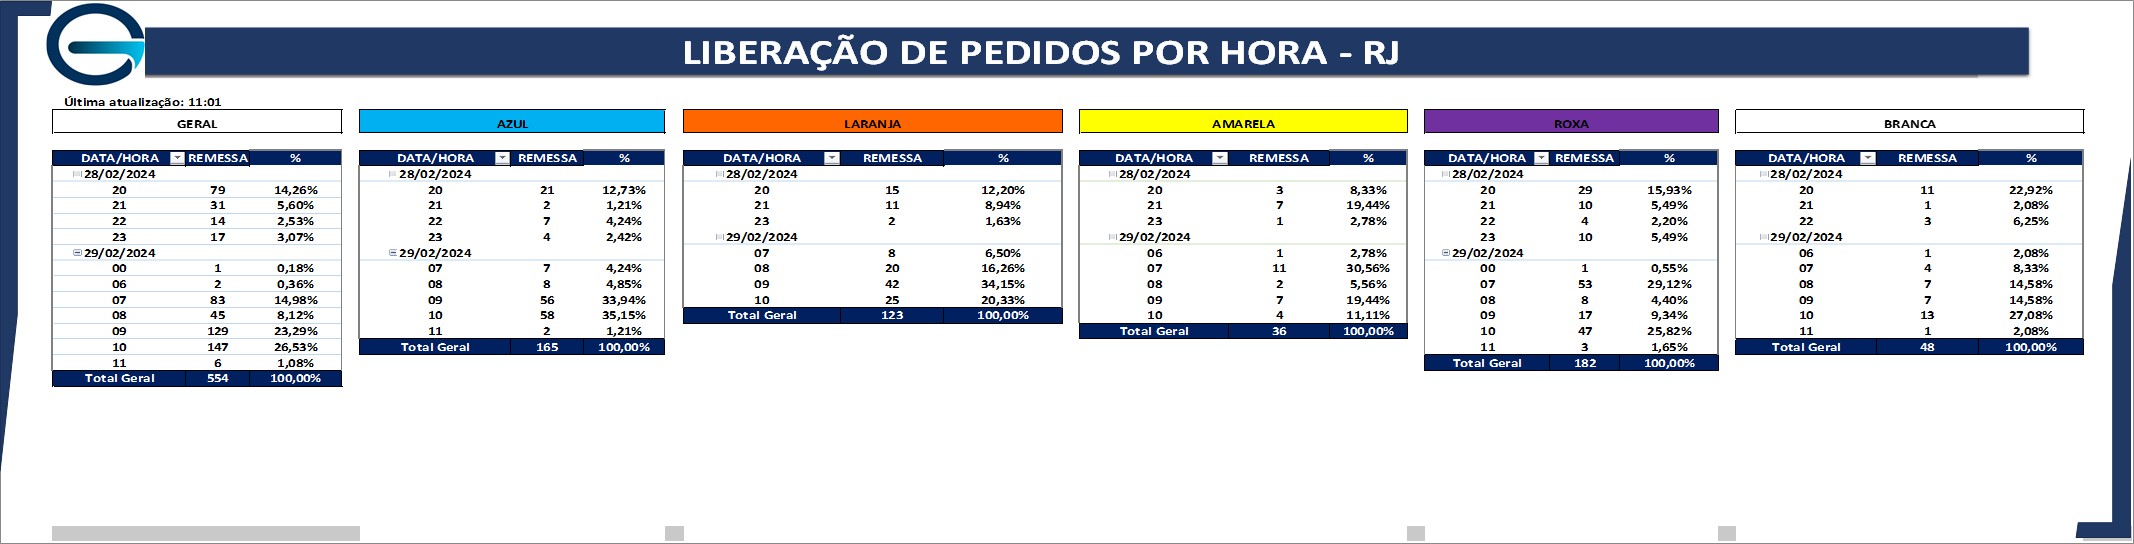 LIBERAÇÃO DE PEDIDOS POR HORA - RJ
Última atualização: 11:01
GERAL
DATA/HORA REMESSA %
28/02/2024
20 79 14,26%
21 31 5,60%
22 14 2,53%
23 17 3,07%
29/02/2024
00 1 0,18%
06 2 0,36%
07 83 14,98%
08 45 8,12%
09 129 23,29%
10 147 26,53%
11 6 1,08%
Total Geral 554 100,00%
AZUL
DATA/HORA REMESSA %
28/02/2024
20 21 12,73%
21 2 1,21%
22 7 4,24%
23 4 2,42%
29/02/2024
07 7 4,24%
08 8 4,85%
09 56 33,94%
10 58 35,15%
11 2 1,21%
Total Geral 165 100,00%
LARANJA
DATA/HORA REMESSA %
28/02/2024
20 15 12,20%
21 11 8,94%
23 2 1,63%
29/02/2024
07 8 6,50%
08 20 16,26%
09 42 34,15%
10 25 20,33%
Total Geral 123 100,00%
AMARELA
DATA/HORA REMESSA %
28/02/2024
20 3 8,33%
21 7 19,44%
23 1 2,78%
29/02/2024
06 1 2,78%
07 11 30,56%
08 2 5,56%
09 7 19,44%
10 4 11,11%
Total Geral 36 100,00%
ROXA
DATA/HORA REMESSA %
28/02/2024
20 29 15,93%
21 10 5,49%
22 4 2,20%
23 10 5,49%
29/02/2024
00 1 0,55%
07 53 29,12%
08 8 4,40%
09 17 9,34%
10 47 25,82%
11 3 1,65%
Total Geral 182 100,00%
BRANCA
DATA/HORA REMESSA %
28/02/2024
20 11 22,92%
21 1 2,08%
22 3 6,25%
29/02/2024
06 1 2,08%
07 4 8,33%
08 7 14,58%
09 7 14,58%
10 13 27,08%
11 1 2,08%
Total Geral 48 100,00%